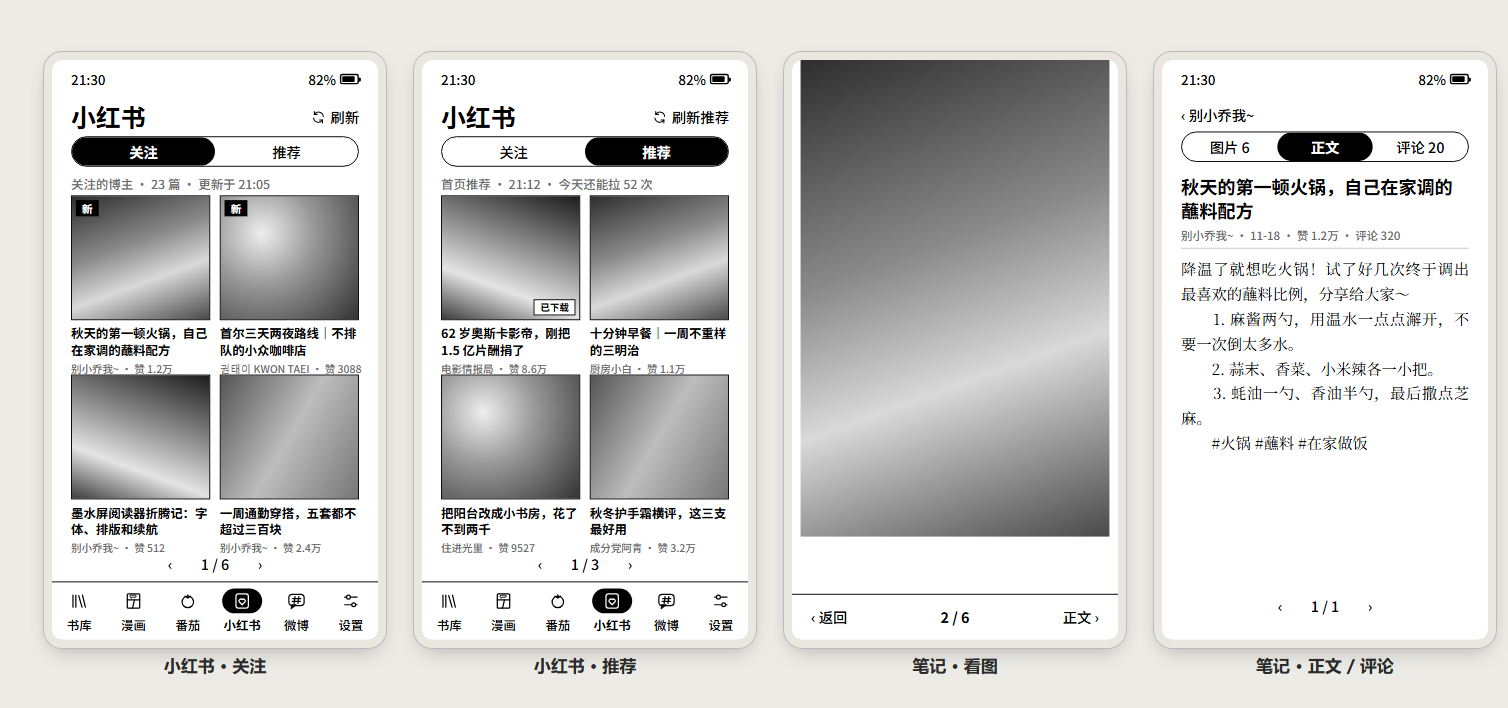 21:30
82%
小红书
刷新
关注
推荐
关注的博主 · 23 篇 · 更新于 21:05
新
新
秋天的第一顿火锅，自己
在家调的蘸料配方
别小乔我~ · 赞 1.2万
首尔三天两夜路线｜不排
队的小众咖啡店
권태이 KWON TAEI · 赞 3088
墨水屏阅读器折腾记：字
体、排版和续航
别小乔我~ · 赞 512
一周通勤穿搭，五套都不
超过三百块
别小乔我~ · 赞 2.4万
‹ 1 / 6 ›
书库
漫画
番茄
小红书
微博
设置
小红书 · 关注
21:30
82%
小红书
刷新推荐
关注
推荐
首页推荐 · 21:12 · 今天还能拉 52 次
已下载
62 岁奥斯卡影帝，刚把
1.5 亿片酬捐了
电影情报局 · 赞 8.6万
十分钟早餐｜一周不重样
的三明治
厨房小白 · 赞 1.1万
把阳台改成小书房，花了
不到两千
住进光里 · 赞 9527
秋冬护手霜横评，这三支
最好用
成分党阿青 · 赞 3.2万
‹ 1 / 3 ›
书库
漫画
番茄
小红书
微博
设置
小红书 · 推荐
‹ 返回
2 / 6
正文 ›
笔记 · 看图
21:30
82%
‹ 别小乔我~
图片 6
正文
评论 20
秋天的第一顿火锅，自己在家调的
蘸料配方
别小乔我~ · 11-18 · 赞 1.2万 · 评论 320
降温了就想吃火锅！试了好几次终于调出
最喜欢的蘸料比例，分享给大家～
1. 麻酱两勺，用温水一点点澥开，不
要一次倒太多水。
2. 蒜末、香菜、小米辣各一小把。
3. 蚝油一勺、香油半勺，最后撒点芝
麻。
#火锅 #蘸料 #在家做饭
‹ 1 / 1 ›
笔记 · 正文 / 评论